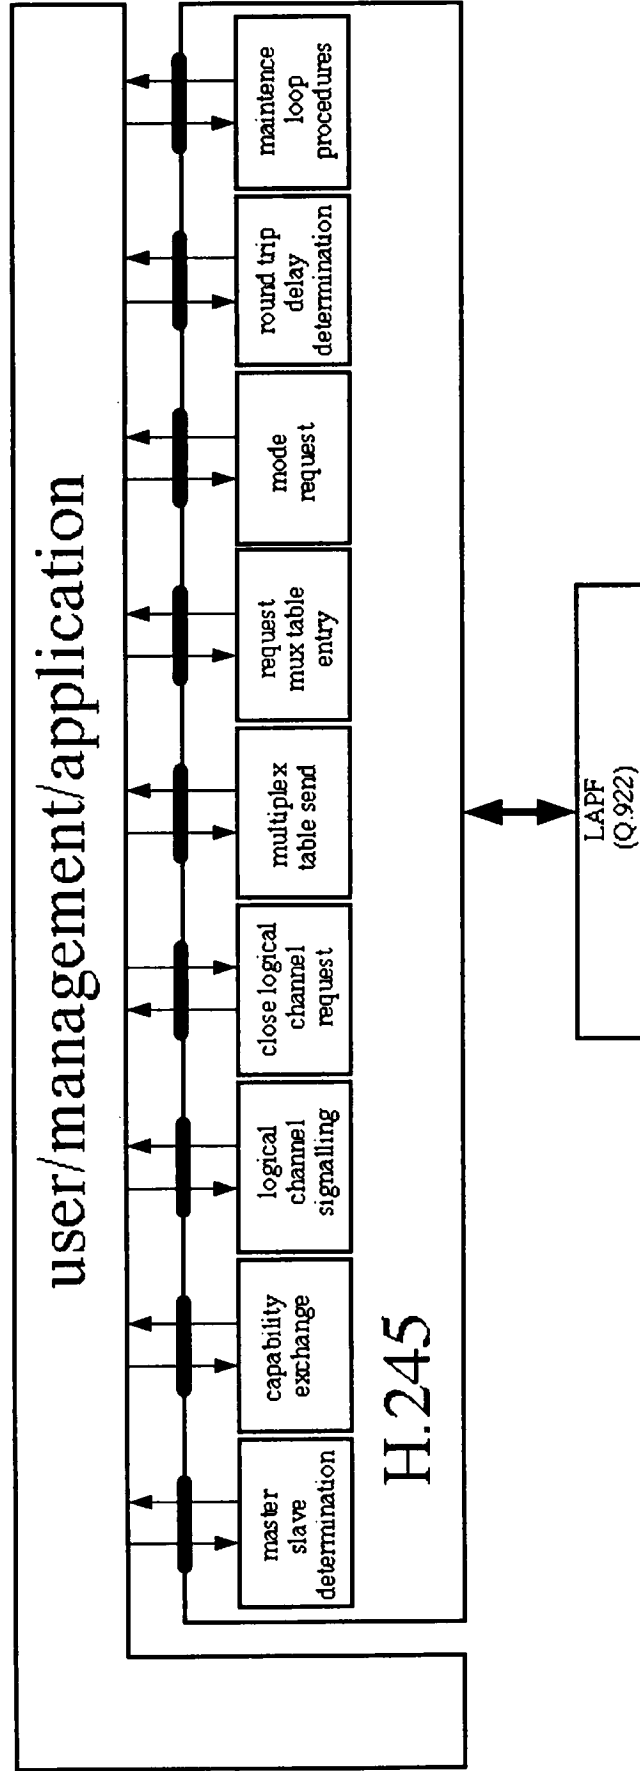 user/management/application
master
slave
determination
capability
exchange
logical
channel
signalling
close logical
channel
request
multiplex
table send
request
mux table
entry
mode
request
round trip
delay
determination
maintence
loop
procedures
H.245
LAPF
(Q.922)